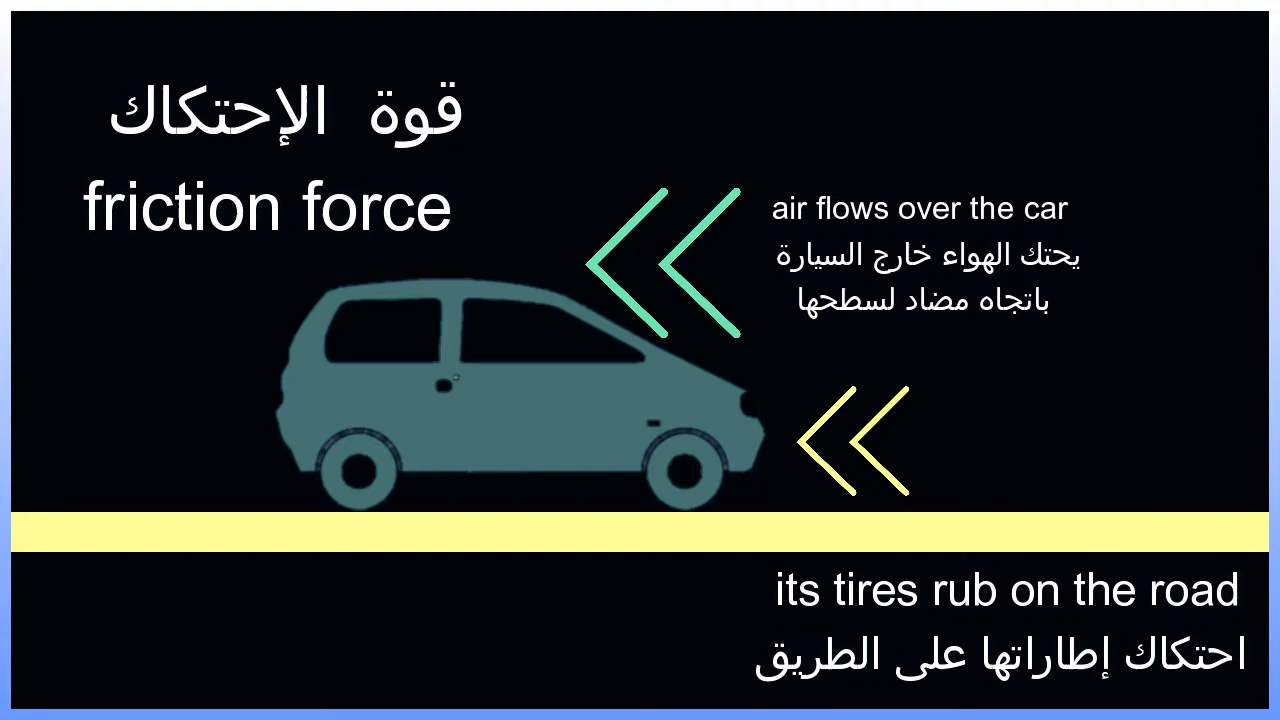 قوة الإحتكاك
friction force
air flows over the car
يحتك الهواء خارج السيارة
باتجاه مضاد لسطحها
its tires rub on the road
احتكاك إطاراتها على الطريق